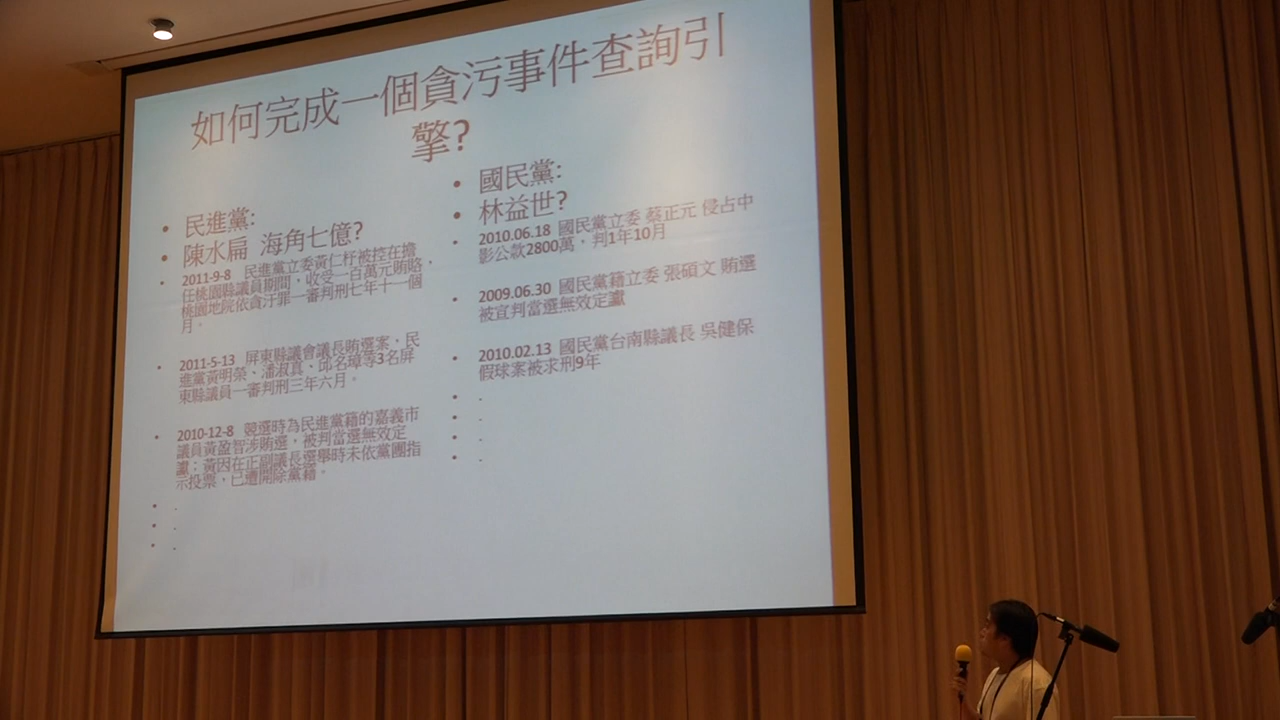 如何完成一個貪污事件查詢引
擎?
• 民進黨:
• 陳水扁 海角七億?
• 2011-9-8 民進黨立委黃仁杼被控在擔
任桃園縣議員期間，收受一百萬元賄賂，
桃園地院依貪汙罪一審判刑七年十一個
月。
• 2011-5-13 屏東縣議會議長賄選案，民
進黨黃明榮、潘淑真、邱名璋等3名屏
東縣議員一審判刑三年六月。
• 2010-12-8 競選時為民進黨籍的嘉義市
議員黃盈智涉賄選，被判當選無效定
讞；黃因在正副議長選舉時未依黨團指
示投票，已遭開除黨籍。
• .
• .
• .
• 國民黨:
• 林益世?
• 2010.06.18 國民黨立委 蔡正元 侵占中
影公款2800萬，判1年10月
• 2009.06.30 國民黨籍立委 張碩文 賄選
被宣判當選無效定讞
• 2010.02.13 國民黨台南縣議長 吳健保
假球案被求刑9年
• .
• .
• .
• .